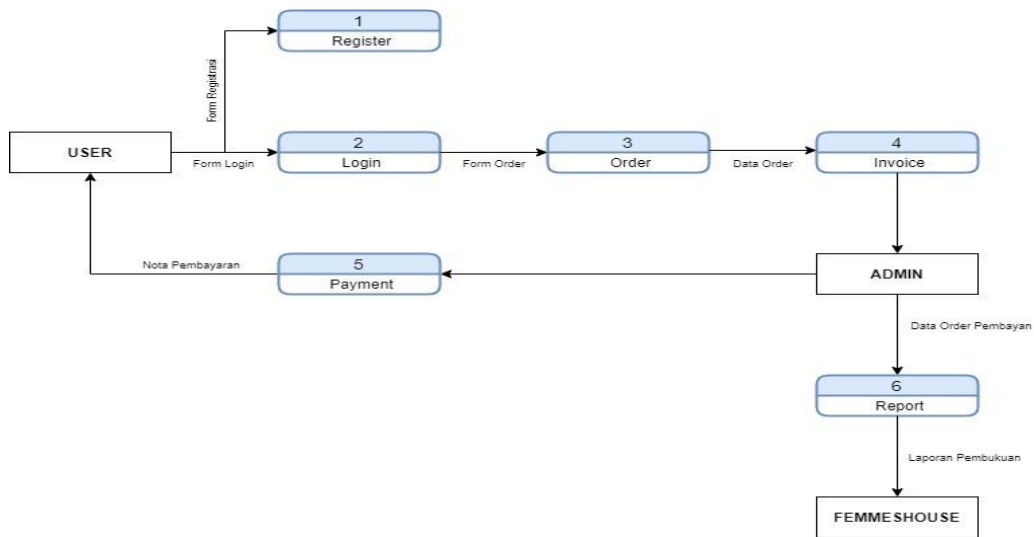 1
Register
Form Registrasi
USER
Form Login
2
Login
Form Order
3
Order
Data Order
4
Invoice
Nota Pembayaran
5
Payment
ADMIN
Data Order Pembayan
6
Report
Laporan Pembukuan
FEMMESHOUSE